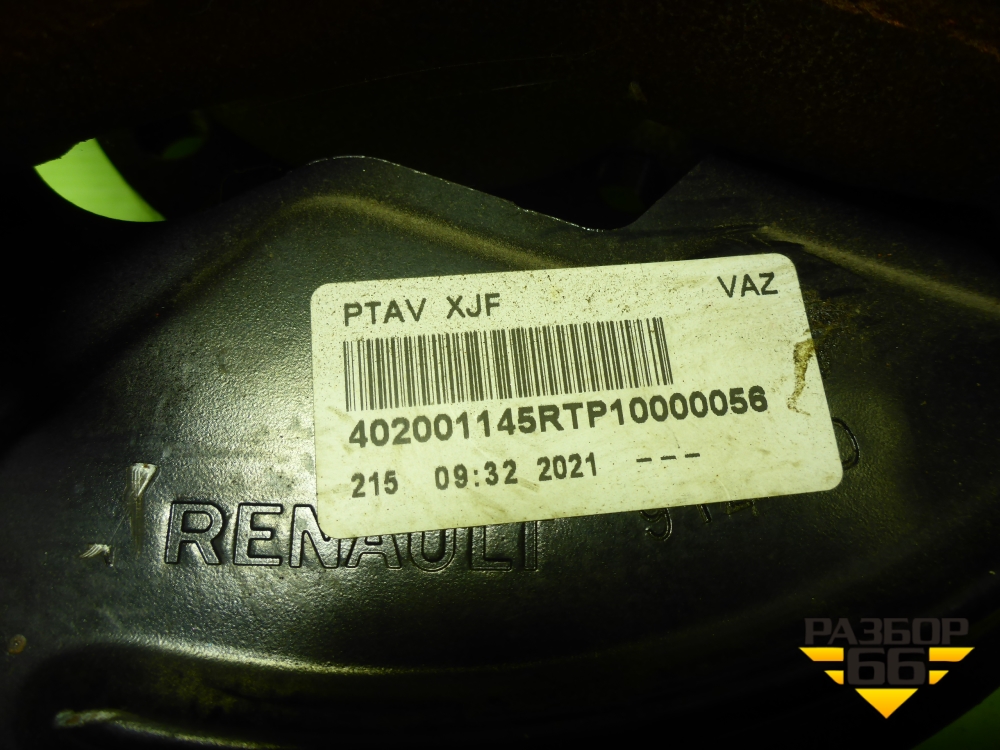 PTAV XJF VAZ
402001145RTP10000056
215 09:32 2021 ---
RENAULT
РАЗБОР
66